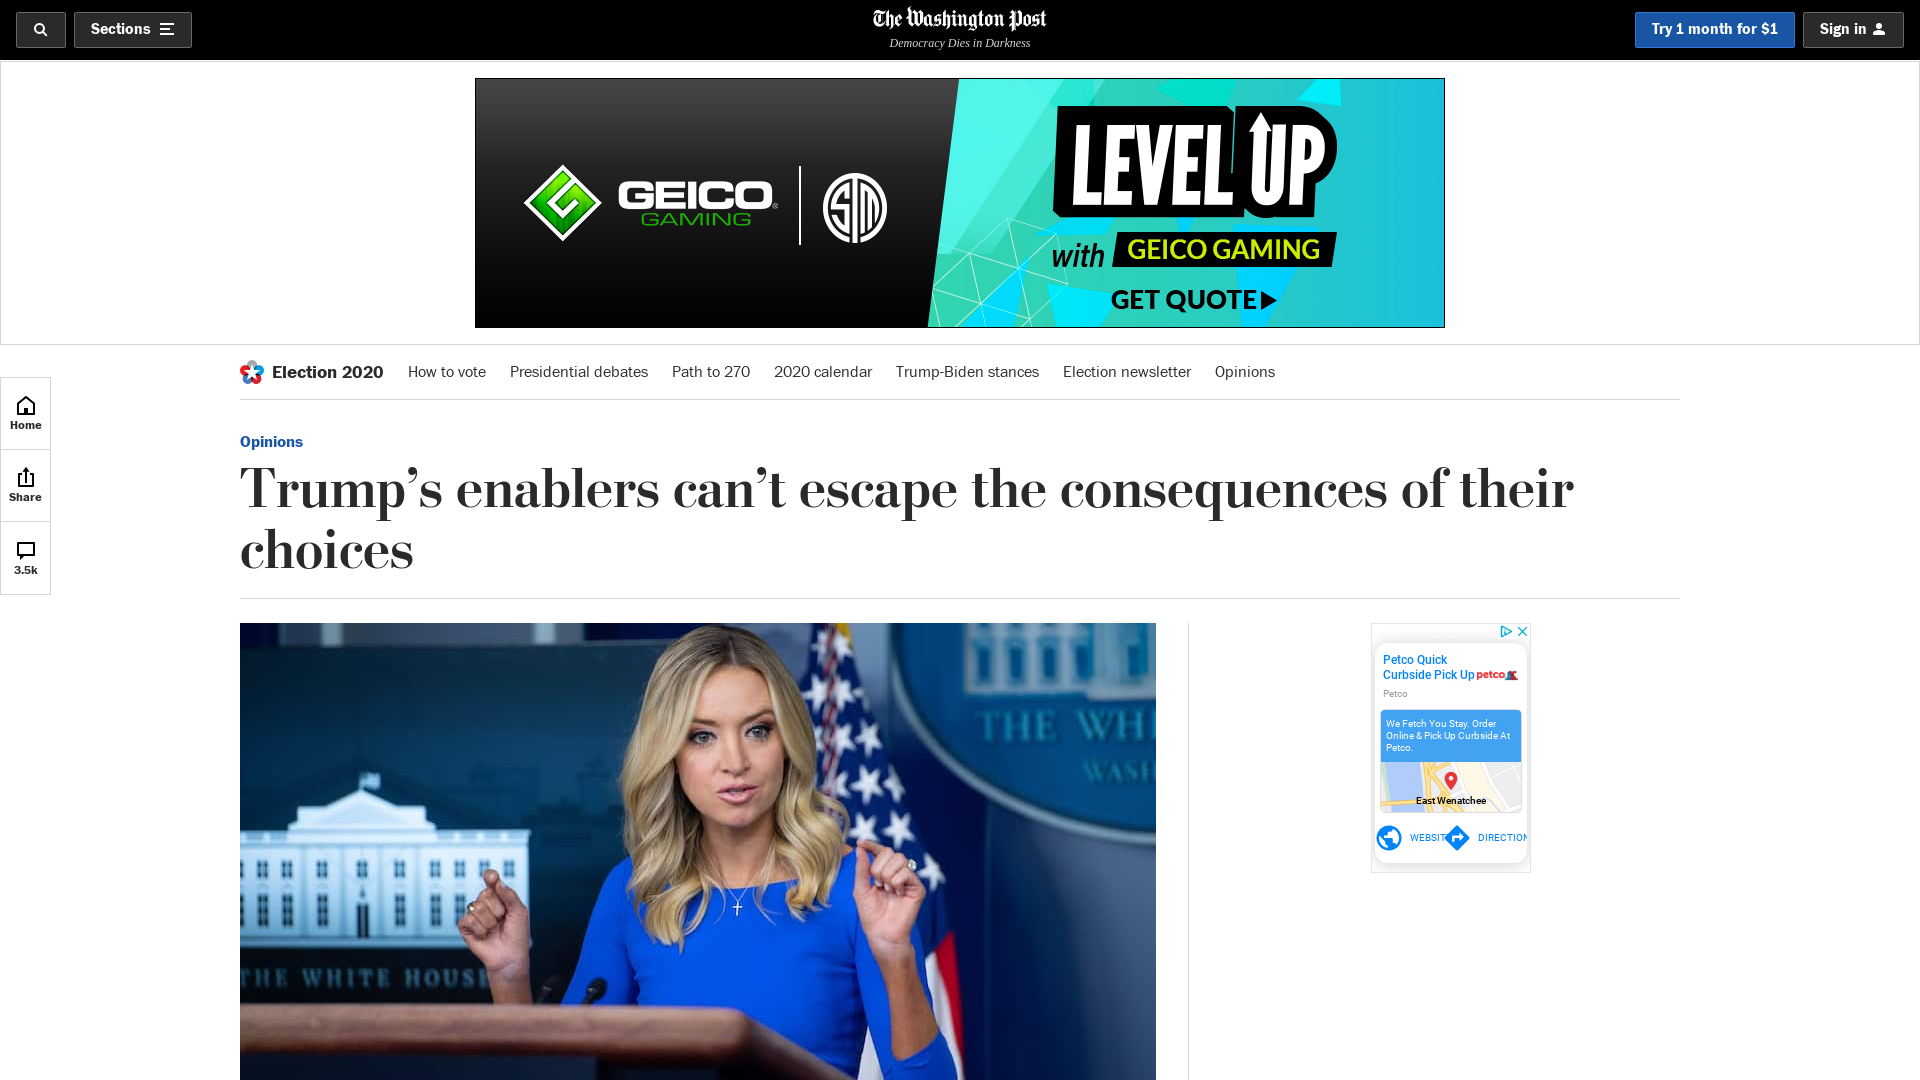 Sections
The Washington Post
Democracy Dies in Darkness
Try 1 month for $1
Sign in
GEICO
GAMING
TSM
LEVEL UP
with GEICO GAMING
GET QUOTE
Election 2020
How to vote
Presidential debates
Path to 270
2020 calendar
Trump-Biden stances
Election newsletter
Opinions
Home
Share
3.5k
Opinions
Trump’s enablers can’t escape the consequences of their
choices
THE WHITE HOUSE
THE WHI
WASH
Petco Quick
Curbside Pick Up
petco
Petco
We Fetch You Stay. Order
Online & Pick Up Curbside At
Petco.
East Wenatchee
WEBSIT
DIRECTION